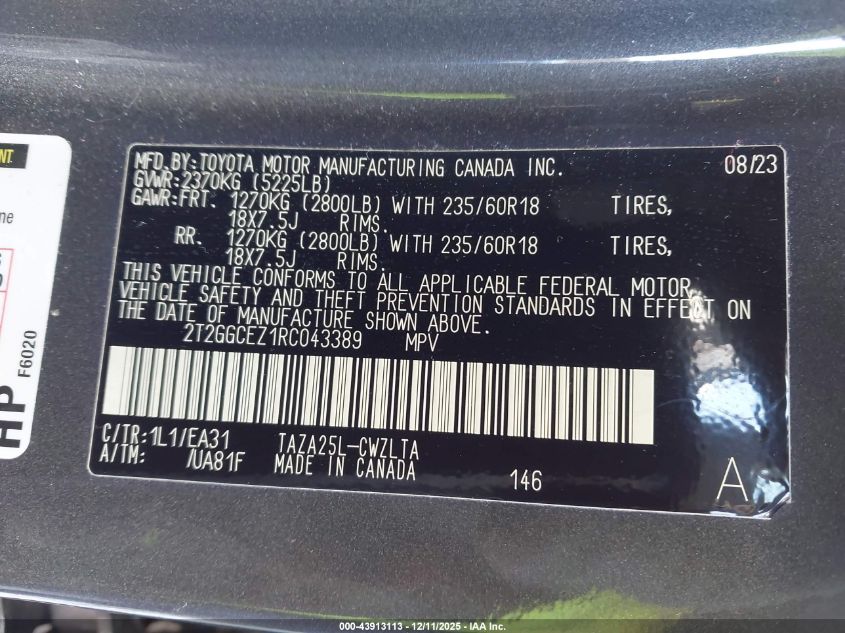 MFD.BY:TOYOTA MOTOR MANUFACTURING CANADA INC. 08/23
GVWR:2370KG (5225LB)
GAWR:FRT. 1270KG (2800LB) WITH 235/60R18 TIRES,
18X7.5J RIMS.
RR. 1270KG (2800LB) WITH 235/60R18 TIRES,
18X7.5J RIMS.
THIS VEHICLE CONFORMS TO ALL APPLICABLE FEDERAL MOTOR
VEHICLE SAFETY AND THEFT PREVENTION STANDARDS IN EFFECT ON
THE DATE OF MANUFACTURE SHOWN ABOVE.
2T2GGCEZ1RC043389 MPV
C/TR:1L1/EA31 TAZA25L-CWZLTA
A/TM: /UA81F MADE IN CANADA 146 A
HP F6020
000-43913113 - 12/11/2025 - IAA Inc.